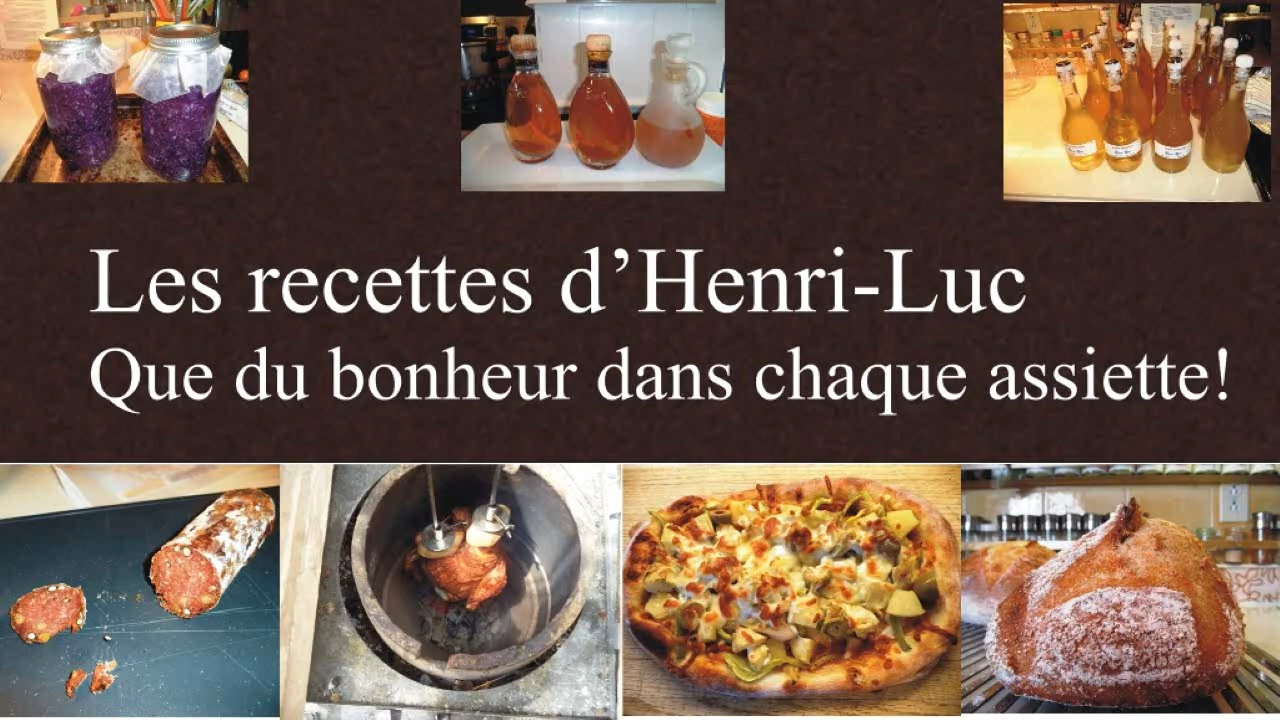 Les recettes d’Henri-Luc
Que du bonheur dans chaque assiette!